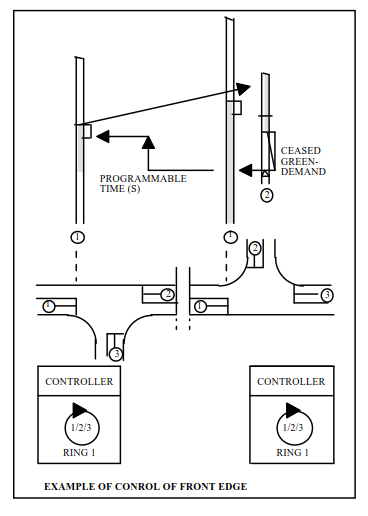 CEASED
GREEN-
DEMAND
PROGRAMMABLE
TIME (S)
2
1
1
2
2
3
1
1
3
CONTROLLER
1/2/3
RING 1
CONTROLLER
1/2/3
RING 1
EXAMPLE OF CONROL OF FRONT EDGE